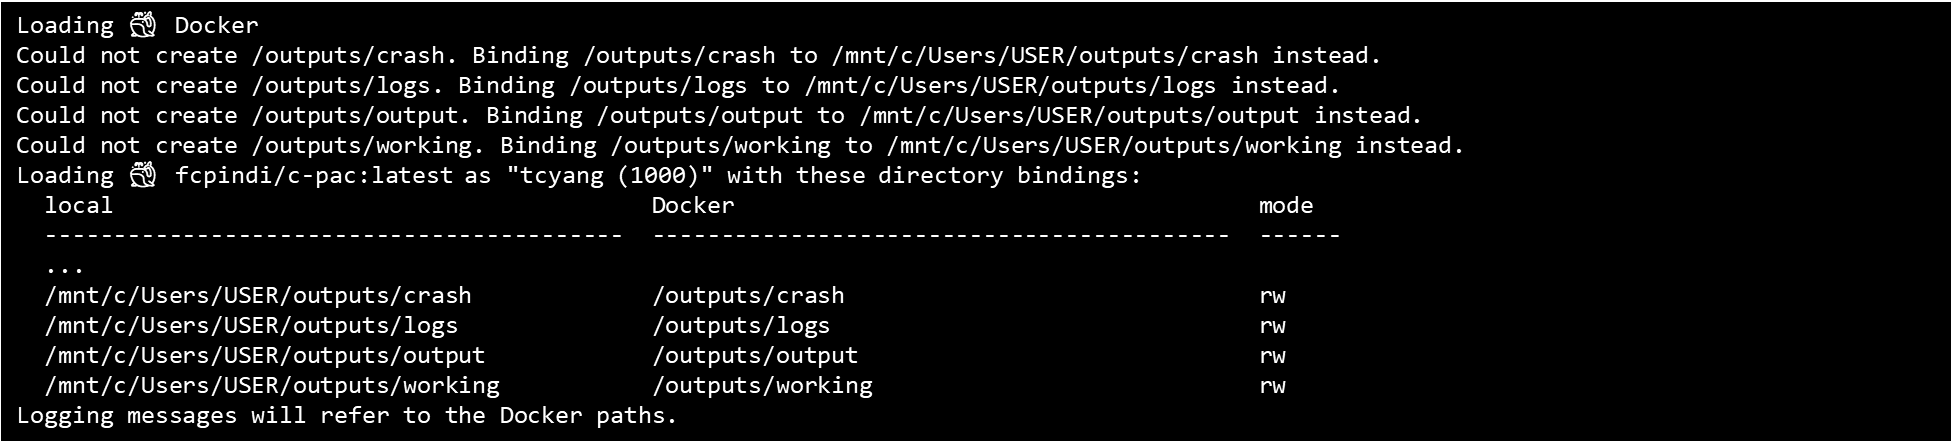 Loading 🐳 Docker
Could not create /outputs/crash. Binding /outputs/crash to /mnt/c/Users/USER/outputs/crash instead.
Could not create /outputs/logs. Binding /outputs/logs to /mnt/c/Users/USER/outputs/logs instead.
Could not create /outputs/output. Binding /outputs/output to /mnt/c/Users/USER/outputs/output instead.
Could not create /outputs/working. Binding /outputs/working to /mnt/c/Users/USER/outputs/working instead.
Loading 🐳 fcpindi/c-pac:latest as "tcyang (1000)" with these directory bindings:
local Docker mode
------------------------------------------ ------------------------------------------ ------
...
/mnt/c/Users/USER/outputs/crash /outputs/crash rw
/mnt/c/Users/USER/outputs/logs /outputs/logs rw
/mnt/c/Users/USER/outputs/output /outputs/output rw
/mnt/c/Users/USER/outputs/working /outputs/working rw
Logging messages will refer to the Docker paths.